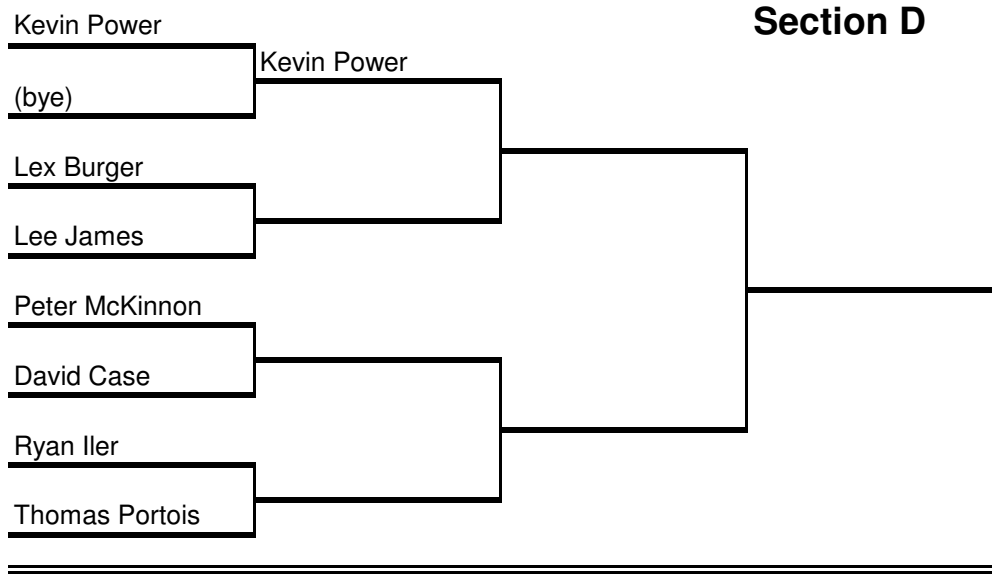 Section D
Kevin Power
Kevin Power
(bye)
Lex Burger
Lee James
Peter McKinnon
David Case
Ryan Iler
Thomas Portois